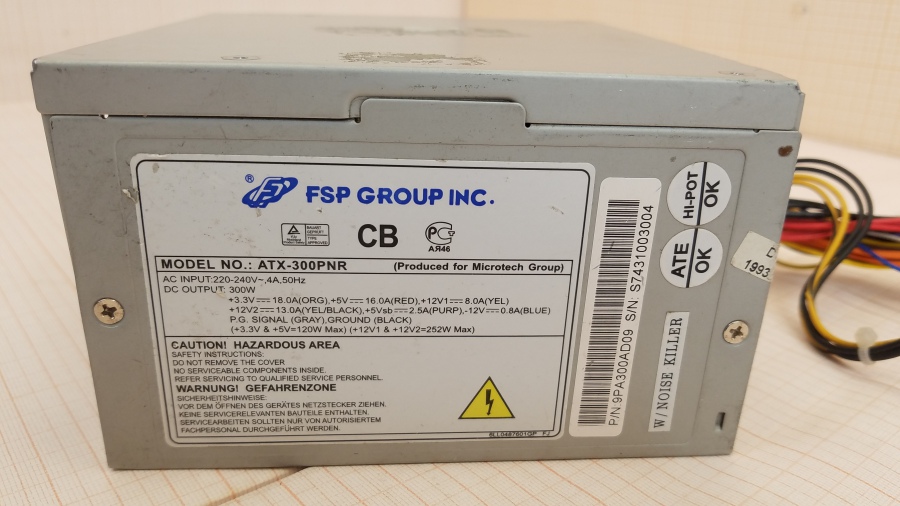 ® FSP GROUP INC.
CB
PG
АЯ46
MODEL NO.: ATX-300PNR (Produced for Microtech Group)
AC INPUT:220-240V~,4A,50Hz
DC OUTPUT: 300W
+3.3V⎓18.0A(ORG),+5V⎓16.0A(RED),+12V1⎓8.0A(YEL)
+12V2⎓13.0A(YEL/BLACK),+5Vsb⎓2.5A(PURP),-12V⎓0.8A(BLUE)
P.G. SIGNAL (GRAY),GROUND (BLACK)
(+3.3V & +5V=120W Max) (+12V1 & +12V2=252W Max)
CAUTION! HAZARDOUS AREA
SAFETY INSTRUCTIONS:
DO NOT REMOVE THE COVER
NO SERVICEABLE COMPONENTS INSIDE.
REFER SERVICING TO QUALIFIED SERVICE PERSONNEL.
WARNUNG! GEFAHRENZONE
SICHERHEITSHINWEISE:
VOR DEM ÖFFNEN DES GERÄTES NETZSTECKER ZIEHEN.
KEINE SERVICERELEVANTEN BAUTEILE ENTHALTEN.
SERVICEARBEITEN SOLLTEN NUR VON AUTORISIERTEM
FACHPERSONAL DURCHGEFÜHRT WERDEN.
P/N 9PA300AD09 S/N: S7431003004
HI-POT
OK
ATE
OK
W/NOISE KILLER
D
1993